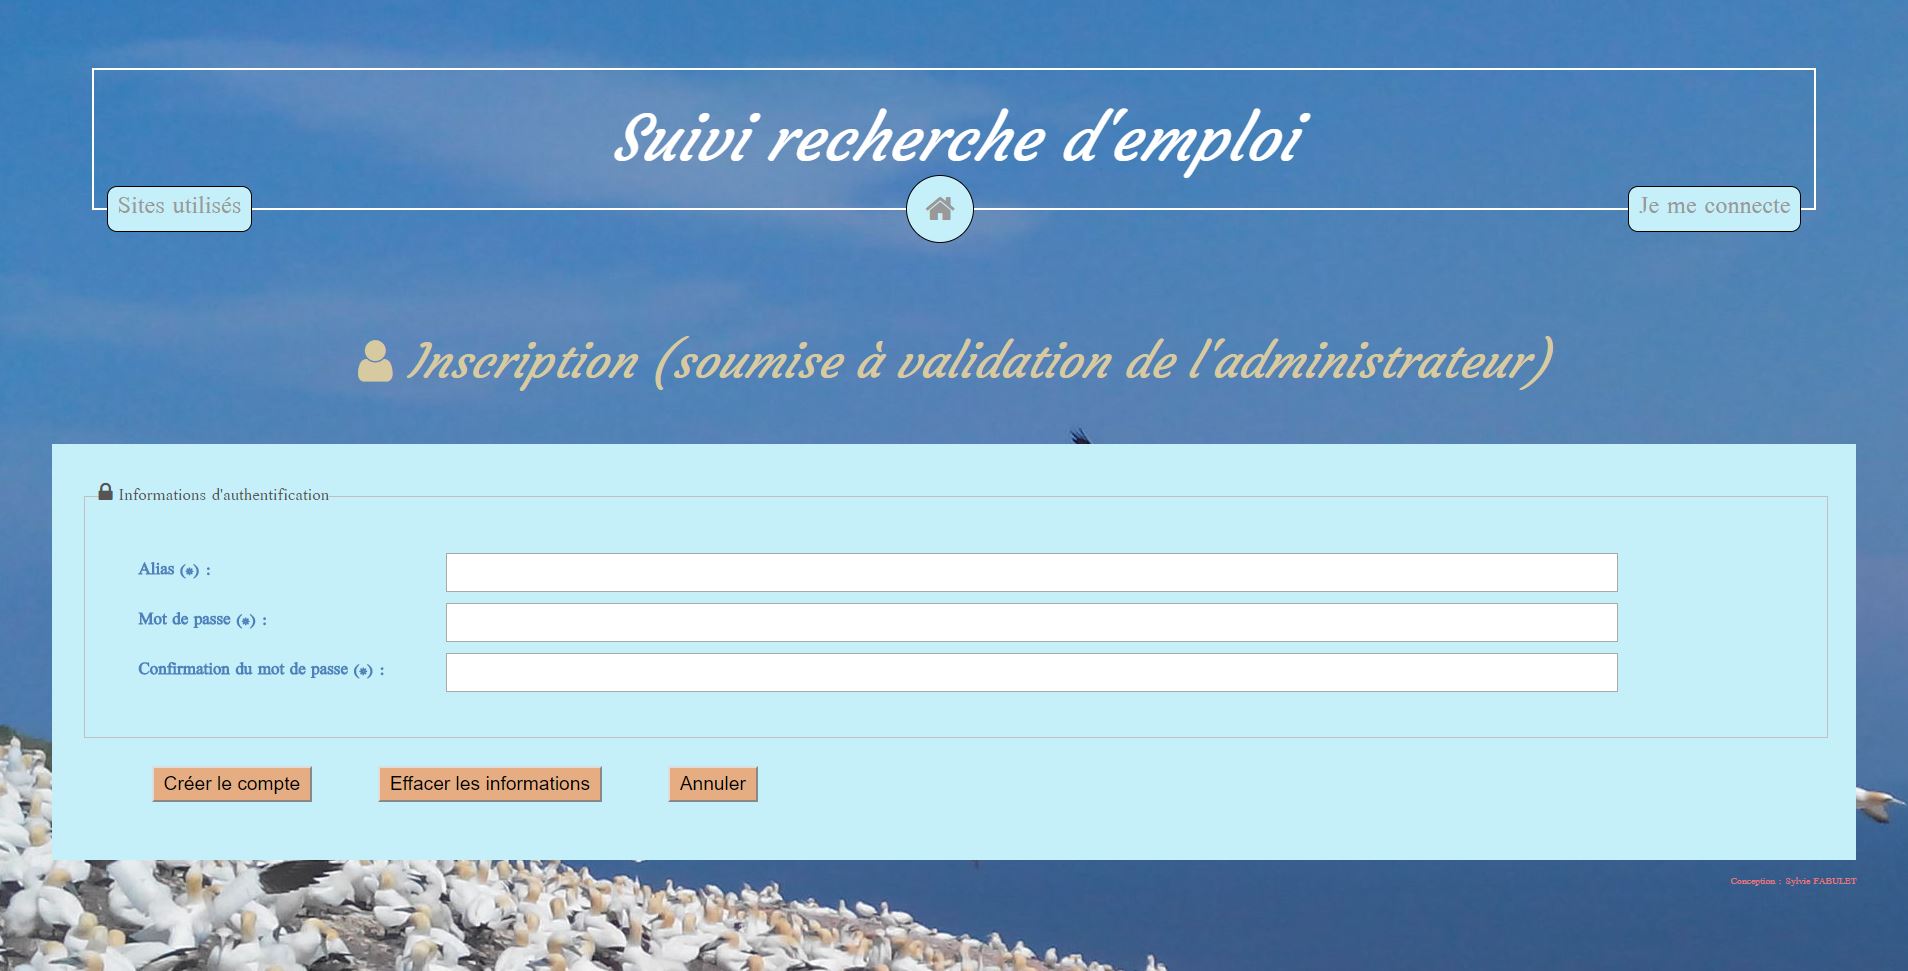 Suivi recherche d'emploi
Sites utilisés
Je me connecte
Inscription (soumise à validation de l'administrateur)
Informations d'authentification
Alias (*) :
Mot de passe (*) :
Confirmation du mot de passe (*) :
Créer le compte
Effacer les informations
Annuler
Conception : Sylvie FABULET